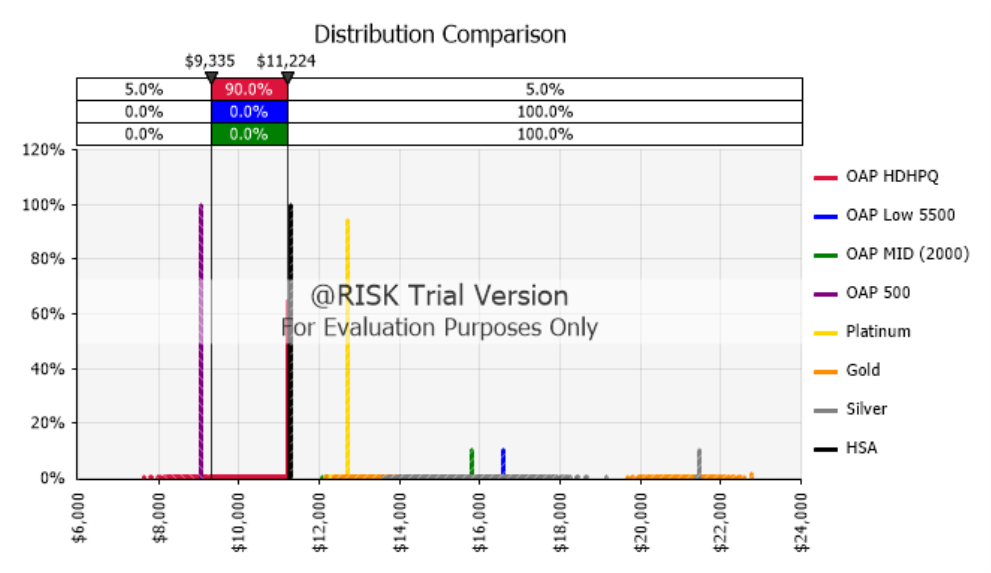 Distribution Comparison
$9,335 $11,224
5.0% 90.0% 5.0%
0.0% 0.0% 100.0%
0.0% 0.0% 100.0%
120%
100%
80%
60%
40%
20%
0%
@RISK Trial Version
For Evaluation Purposes Only
$6,000 $8,000 $10,000 $12,000 $14,000 $16,000 $18,000 $20,000 $22,000 $24,000
OAP HDHPQ
OAP Low 5500
OAP MID (2000)
OAP 500
Platinum
Gold
Silver
HSA